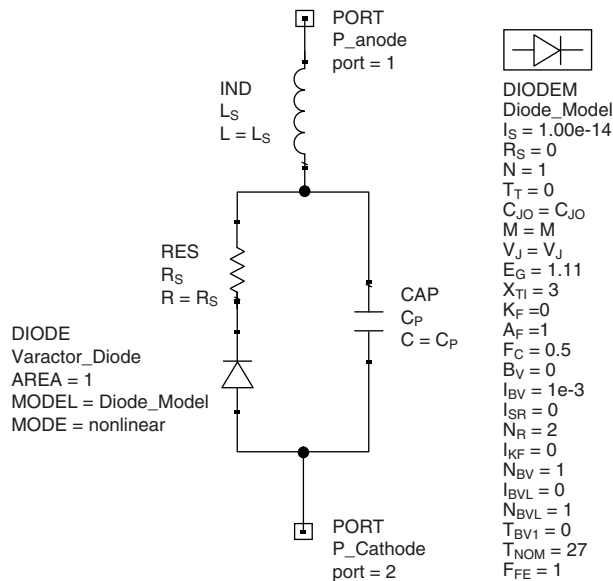 PORT
P_anode
port = 1
IND
LS
L = LS
RES
RS
R = RS
CAP
CP
C = CP
DIODE
Varactor_Diode
AREA = 1
MODEL = Diode_Model
MODE = nonlinear
PORT
P_Cathode
port = 2
DIODEM
Diode_Model
IS = 1.00e-14
RS = 0
N = 1
TT = 0
CJO = CJO
M = M
VJ = VJ
EG = 1.11
XTI = 3
KF =0
AF =1
FC = 0.5
BV = 0
IBV = 1e-3
ISR = 0
NR = 2
IKF = 0
NBV = 1
IBVL = 0
NBVL = 1
TBV1 = 0
TNOM = 27
FFE = 1